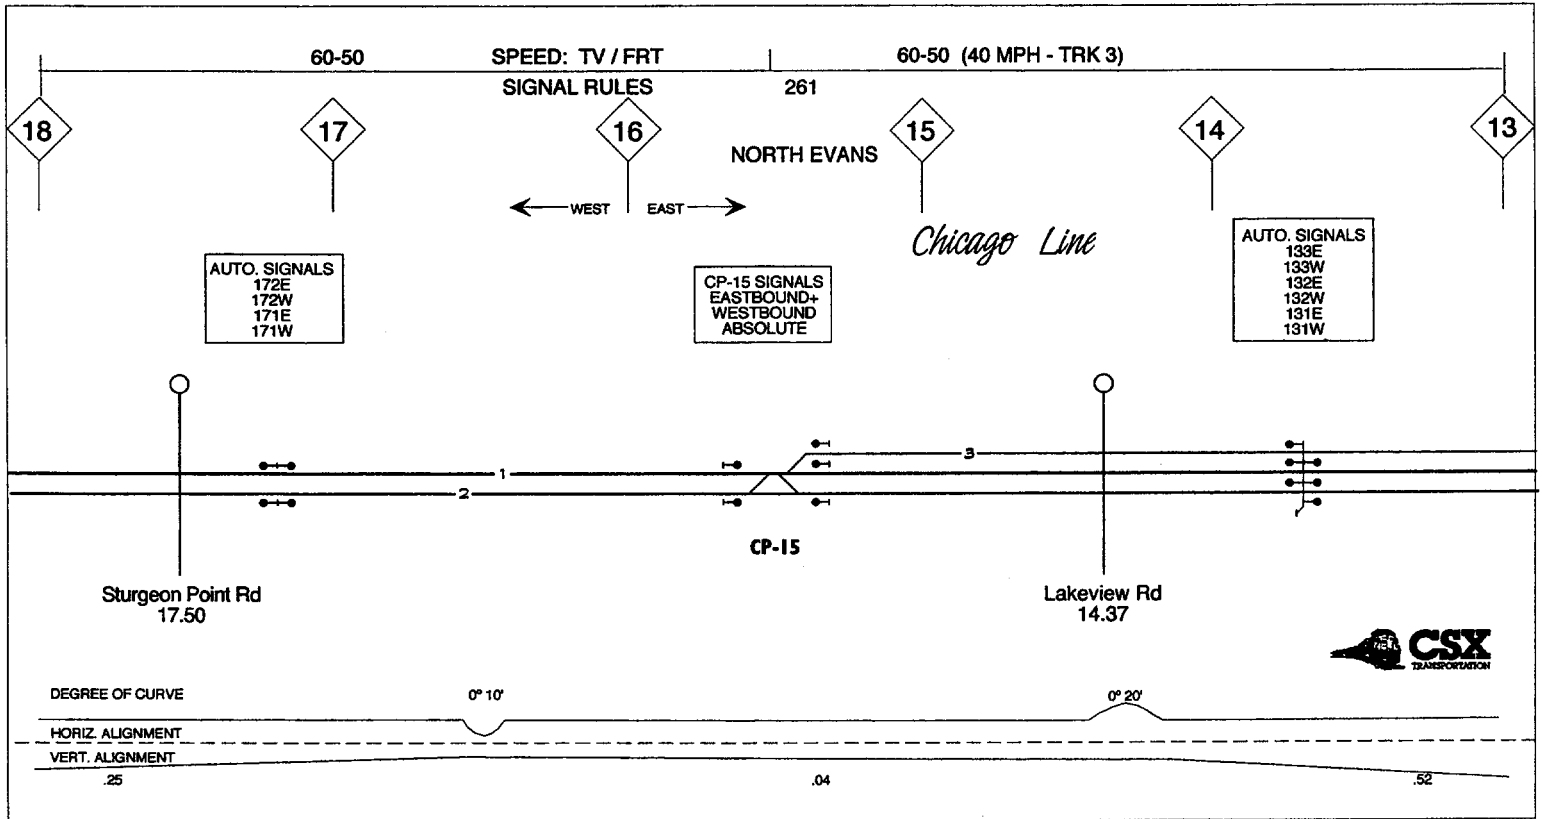 60-50 SPEED: TV / FRT 60-50 (40 MPH - TRK 3)
SIGNAL RULES 261
18 17 16 15 14 13
NORTH EVANS
WEST EAST
Chicago Line
AUTO. SIGNALS
172E
172W
171E
171W
CP-15 SIGNALS
EASTBOUND+
WESTBOUND
ABSOLUTE
AUTO. SIGNALS
133E
133W
132E
132W
131E
131W
3
1
2
CP-15
Sturgeon Point Rd
17.50
Lakeview Rd
14.37
CSX
TRANSPORTATION
DEGREE OF CURVE 0° 10' 0° 20'
HORIZ. ALIGNMENT
VERT. ALIGNMENT
.25 .04 .52